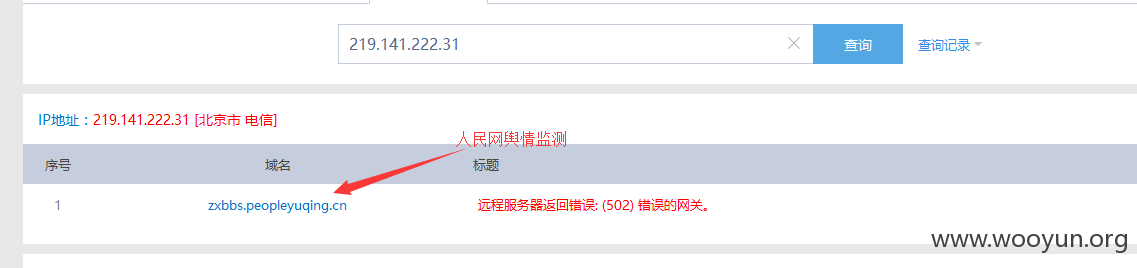 219.141.222.31 查询 查询记录
IP地址：219.141.222.31 [北京市 电信]
人民网舆情监测
序号 域名 标题
1 zxbbs.peopleyuqing.cn 远程服务器返回错误: (502) 错误的网关。
www.wooyun.org